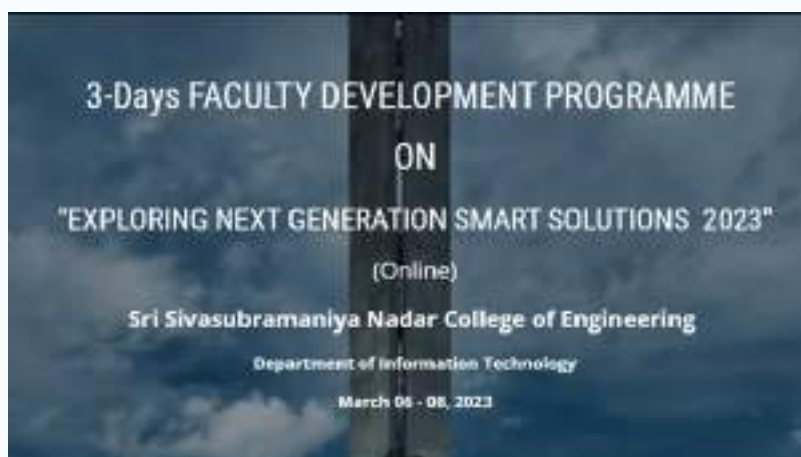 3-Days FACULTY DEVELOPMENT PROGRAMME
ON
"EXPLORING NEXT GENERATION SMART SOLUTIONS 2023"
(Online)
Sri Sivasubramaniya Nadar College of Engineering
Department of Information Technology
March 06 - 08, 2023